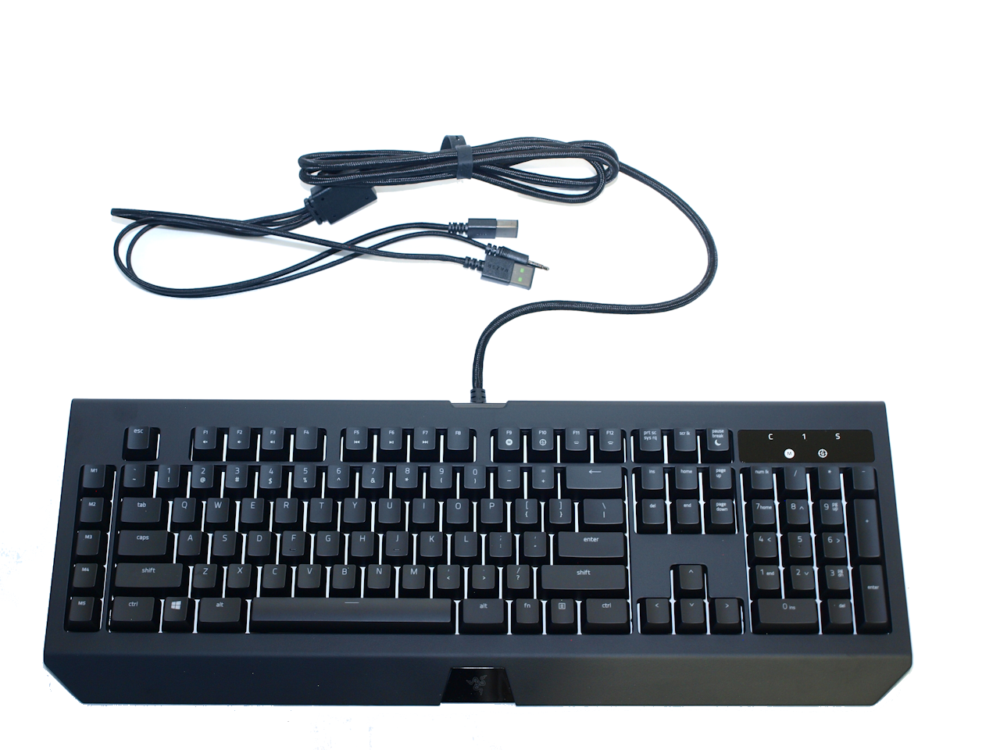 RAZER
esc F1 F2 F3 F4 F5 F6 F7 F8 F9 F10 F11 F12 prt sc scr lk pause
sys rq break
C 1 S
M M G
M1 ~ 1 2 3 4 5 6 7 8 9 0 - = ins home page up num lk / * -
- ! @ # $ % ^ & * ( ) _ +
M2 tab Q W E R T Y U I O P [ ] \ del end page down 7 home 8 9 pg up +
{ } |
M3 caps A S D F G H J K L ; ' enter 4 < 5 6 >
: "
M4 shift Z X C V B N M , . / shift ^ 1 end 2 3 pg dn enter
< > ?
M5 ctrl alt alt fn ctrl < v > 0 ins . del